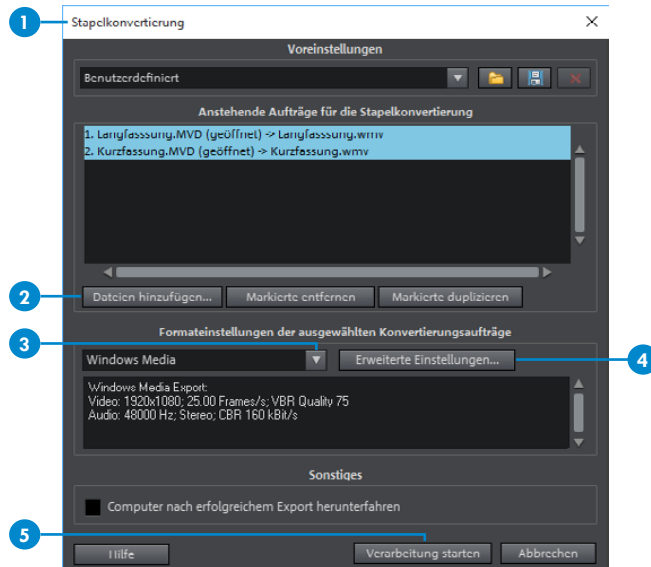 1 Stapelkonvertierung
Voreinstellungen
Benutzerdefiniert
Anstehende Aufträge für die Stapelkonvertierung
1. Langfasssung.MVD (geöffnet) -> Langfasssung.wmv
2. Kurzfassung.MVD (geöffnet) -> Kurzfassung.wmv
2 Dateien hinzufügen... Markierte entfernen Markierte duplizieren
Formateinstellungen der ausgewählten Konvertierungsaufträge
3 Windows Media Erweiterte Einstellungen... 4
Windows Media Export:
Video: 1920x1080; 25.00 Frames/s; VBR Quality 75
Audio: 48000 Hz; Stereo; CBR 160 kBit/s
Sonstiges
Computer nach erfolgreichem Export herunterfahren
5 Hilfe Verarbeitung starten Abbrechen